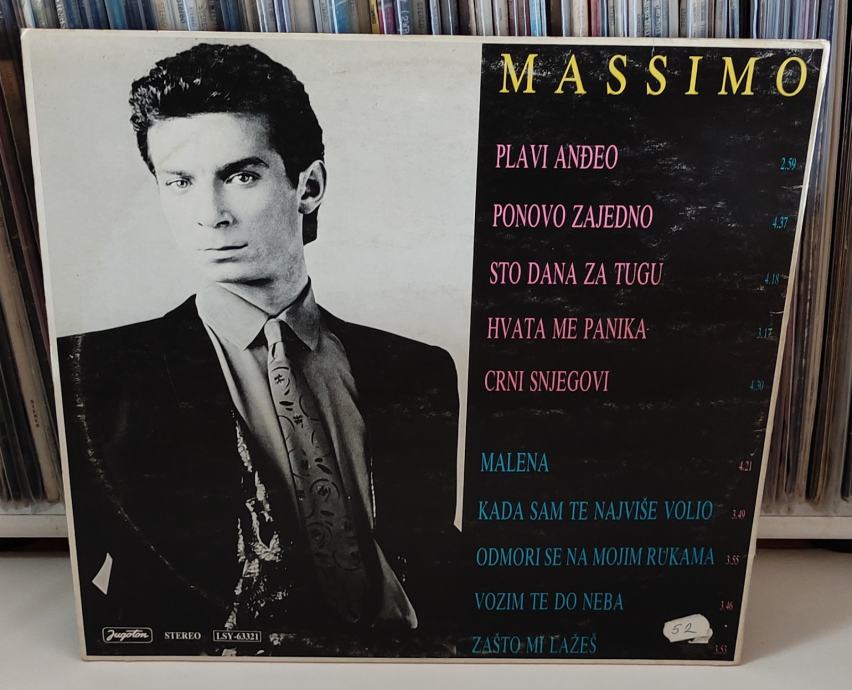 MASSIMO
PLAVI ANĐEO 2.59
PONOVO ZAJEDNO 4.37
STO DANA ZA TUGU 4.18
HVATA ME PANIKA 3.17
CRNI SNJEGOVI 4.30
MALENA 4.21
KADA SAM TE NAJVIŠE VOLIO 3.49
ODMORI SE NA MOJIM RUKAMA 3.55
VOZIM TE DO NEBA 3.46
52
ZAŠTO MI LAŽEŠ 3.53
Jugoton STEREO LSY-63321